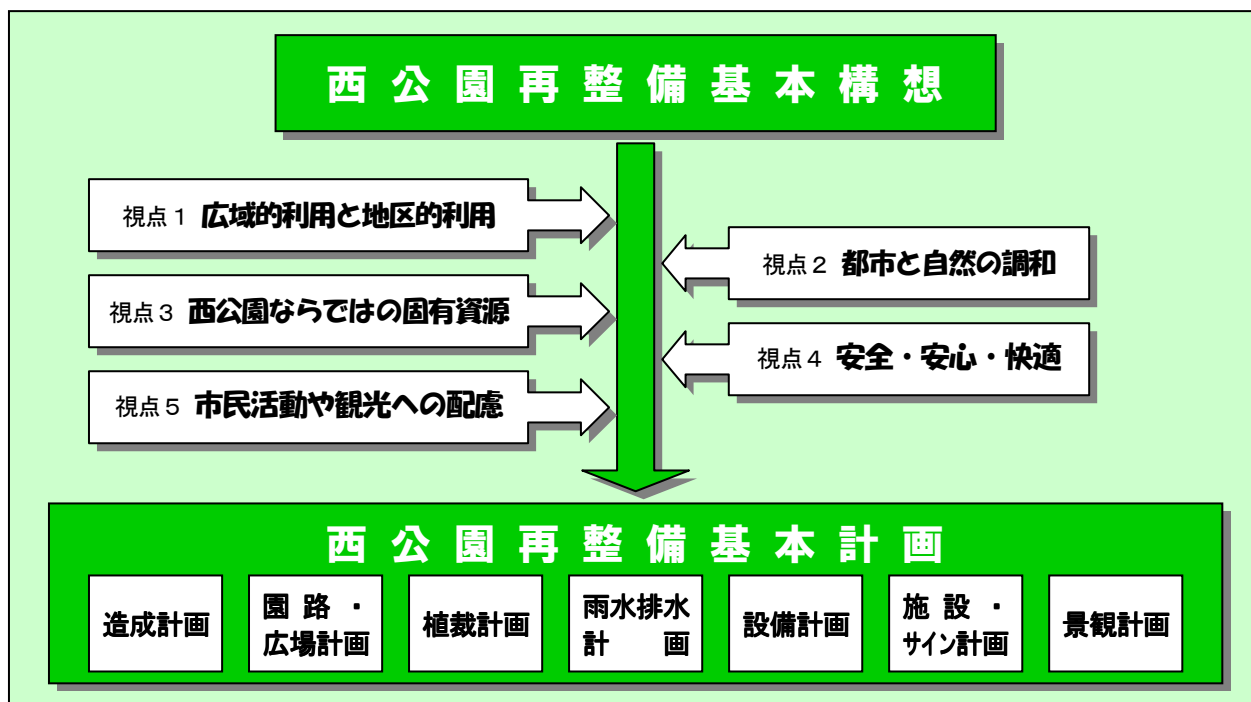 西公園再整備基本構想
視点１ 広域的利用と地区的利用
視点２ 都市と自然の調和
視点３ 西公園ならではの固有資源
視点４ 安全・安心・快適
視点５ 市民活動や観光への配慮
西公園再整備基本計画
造成計画
園路・
広場計画
植裁計画
雨水排水
計画
設備計画
施設・
ｻｲﾝ計画
景観計画